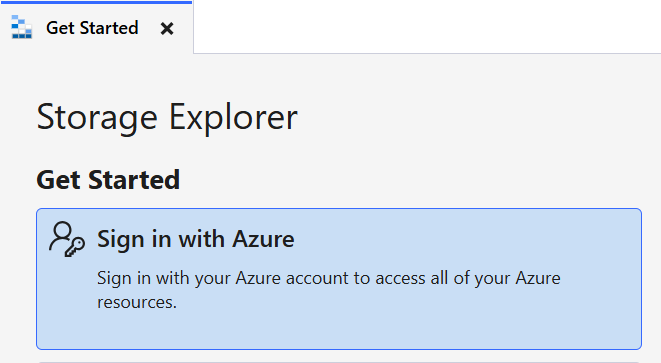 Get Started
Storage Explorer
Get Started
Sign in with Azure
Sign in with your Azure account to access all of your Azure
resources.